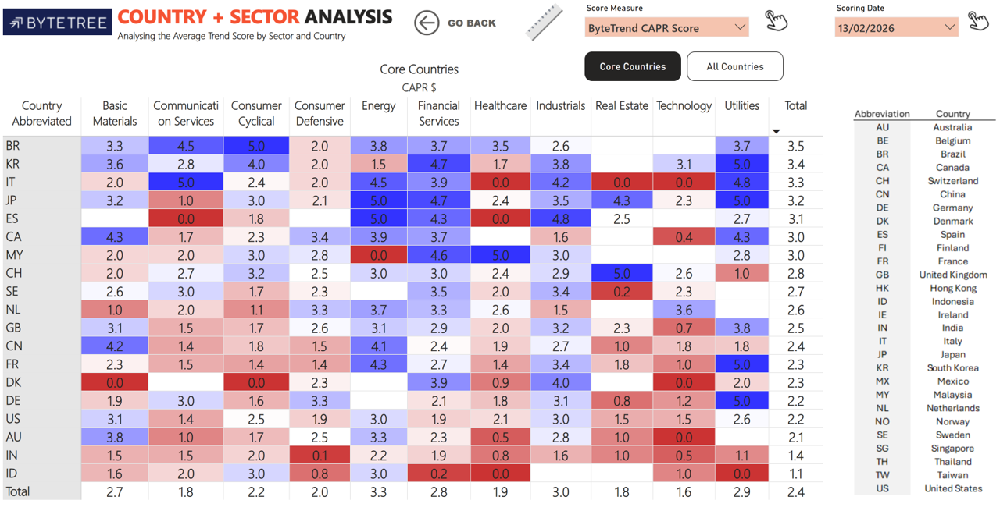 BYTETREE
COUNTRY + SECTOR ANALYSIS
Analysing the Average Trend Score by Sector and Country
GO BACK
Score Measure
ByteTrend CAPR Score
Scoring Date
13/02/2026
Core Countries
All Countries
Core Countries
CAPR $
Country Abbreviated Basic Materials Communicati on Services Consumer Cyclical Consumer Defensive Energy Financial Services Healthcare Industrials Real Estate Technology Utilities Total
BR 3.3 4.5 5.0 2.0 3.8 3.7 3.5 2.6 3.7 3.5
KR 3.6 2.8 4.0 2.0 1.5 4.7 1.7 3.8 3.1 5.0 3.4
IT 2.0 5.0 2.4 2.0 4.5 3.9 0.0 4.2 0.0 0.0 4.8 3.3
JP 3.2 1.0 3.0 2.1 5.0 4.7 2.4 3.5 4.3 2.3 5.0 3.2
ES 0.0 1.8 5.0 4.3 0.0 4.8 2.5 2.7 3.1
CA 4.3 1.7 2.3 3.4 3.9 3.7 1.6 0.4 4.3 3.0
MY 2.0 2.0 3.0 2.8 0.0 4.6 5.0 3.0 2.8 3.0
CH 2.0 2.7 3.2 2.5 3.0 3.0 2.4 2.9 5.0 2.6 1.0 2.8
SE 2.6 3.0 1.7 2.3 3.5 2.0 3.4 0.2 2.3 2.7
NL 1.0 2.0 1.1 3.3 3.7 3.3 2.6 1.5 3.6 2.6
GB 3.1 1.5 1.7 2.6 3.1 2.9 2.0 3.2 2.3 0.7 3.8 2.5
CN 4.2 1.4 1.8 1.5 4.1 2.4 1.9 2.7 1.0 1.8 1.8 2.4
FR 2.3 1.5 1.4 1.4 4.3 2.7 1.4 3.4 1.8 1.0 5.0 2.3
DK 0.0 0.0 2.3 3.9 0.9 4.0 0.0 2.0 2.3
DE 1.9 3.0 1.6 3.3 2.1 1.8 3.1 0.8 1.2 5.0 2.2
US 3.1 1.4 2.5 1.9 3.0 1.9 2.1 3.0 1.5 1.5 2.6 2.2
AU 3.8 1.0 1.7 2.5 3.3 2.3 0.5 2.8 1.0 0.0 2.1
IN 1.5 1.5 2.0 0.1 2.2 1.9 0.8 1.6 1.0 0.5 1.1 1.4
ID 1.6 2.0 3.0 0.8 3.0 0.2 0.0 1.0 0.0 1.1
Total 2.7 1.8 2.2 2.0 3.3 2.8 1.9 3.0 1.8 1.6 2.9 2.4
Abbreviation Country
AU Australia
BE Belgium
BR Brazil
CA Canada
CH Switzerland
CN China
DE Germany
DK Denmark
ES Spain
FI Finland
FR France
GB United Kingdom
HK Hong Kong
ID Indonesia
IE Ireland
IN India
IT Italy
JP Japan
KR South Korea
MX Mexico
MY Malaysia
NL Netherlands
NO Norway
SE Sweden
SG Singapore
TH Thailand
TW Taiwan
US United States